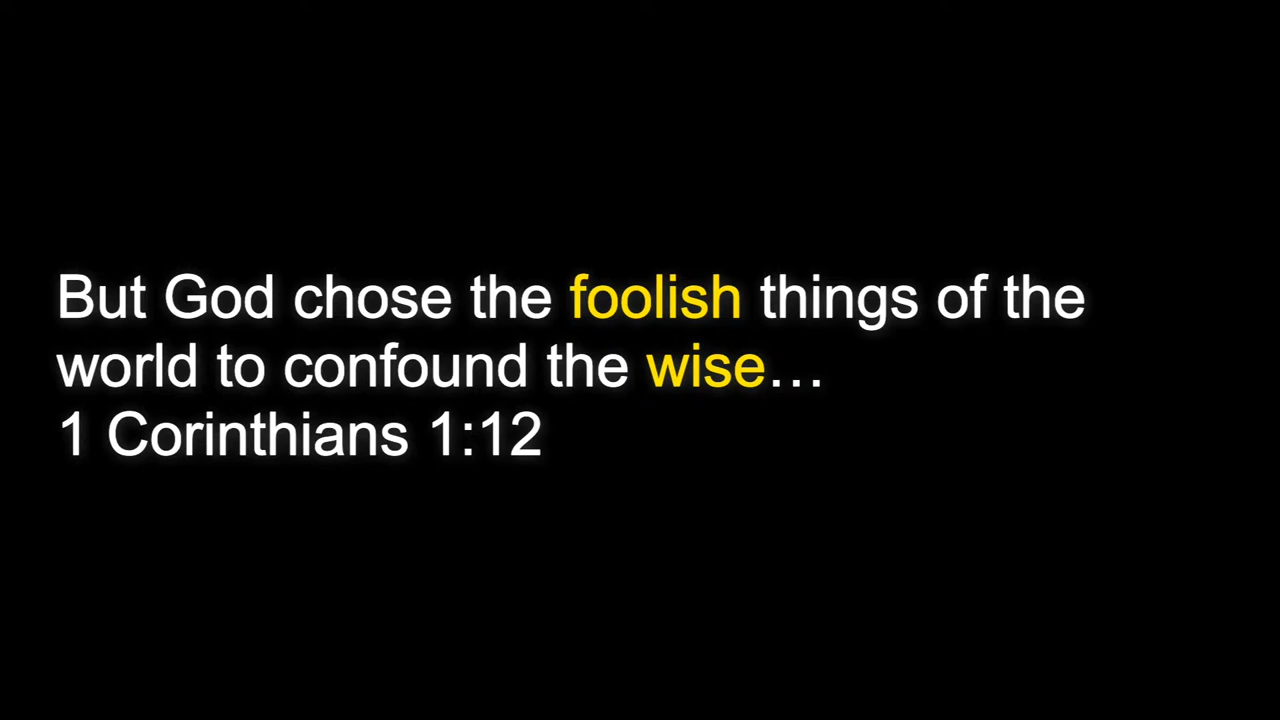 But God chose the foolish things of the
world to confound the wise…
1 Corinthians 1:12